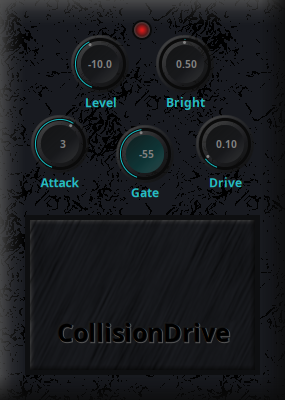 -10.0
0.50
Level
Bright
3
-55
0.10
Attack
Gate
Drive
CollisionDrive